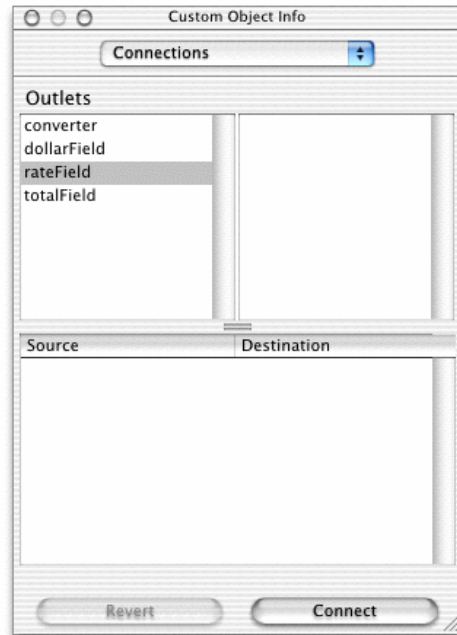 Custom Object Info
Connections
Outlets
converter
dollarField
rateField
totalField
Source Destination
Revert Connect